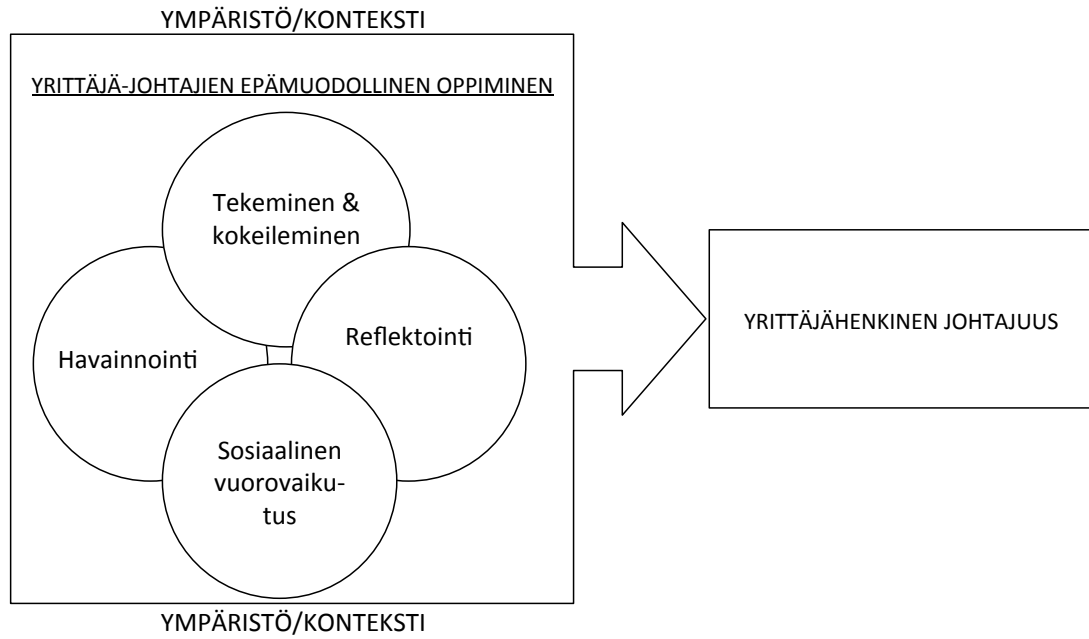 YMPÄRISTÖ/KONTEKSTI
YRITTÄJÄ-JOHTAJIEN EPÄMUODOLLINEN OPPIMINEN
Tekeminen &
kokeileminen
Havainnointi
Reflektointi
Sosiaalinen
vuorovaiku-
tus
YRITTÄJÄHENKINEN JOHTAJUUS
YMPÄRISTÖ/KONTEKSTI